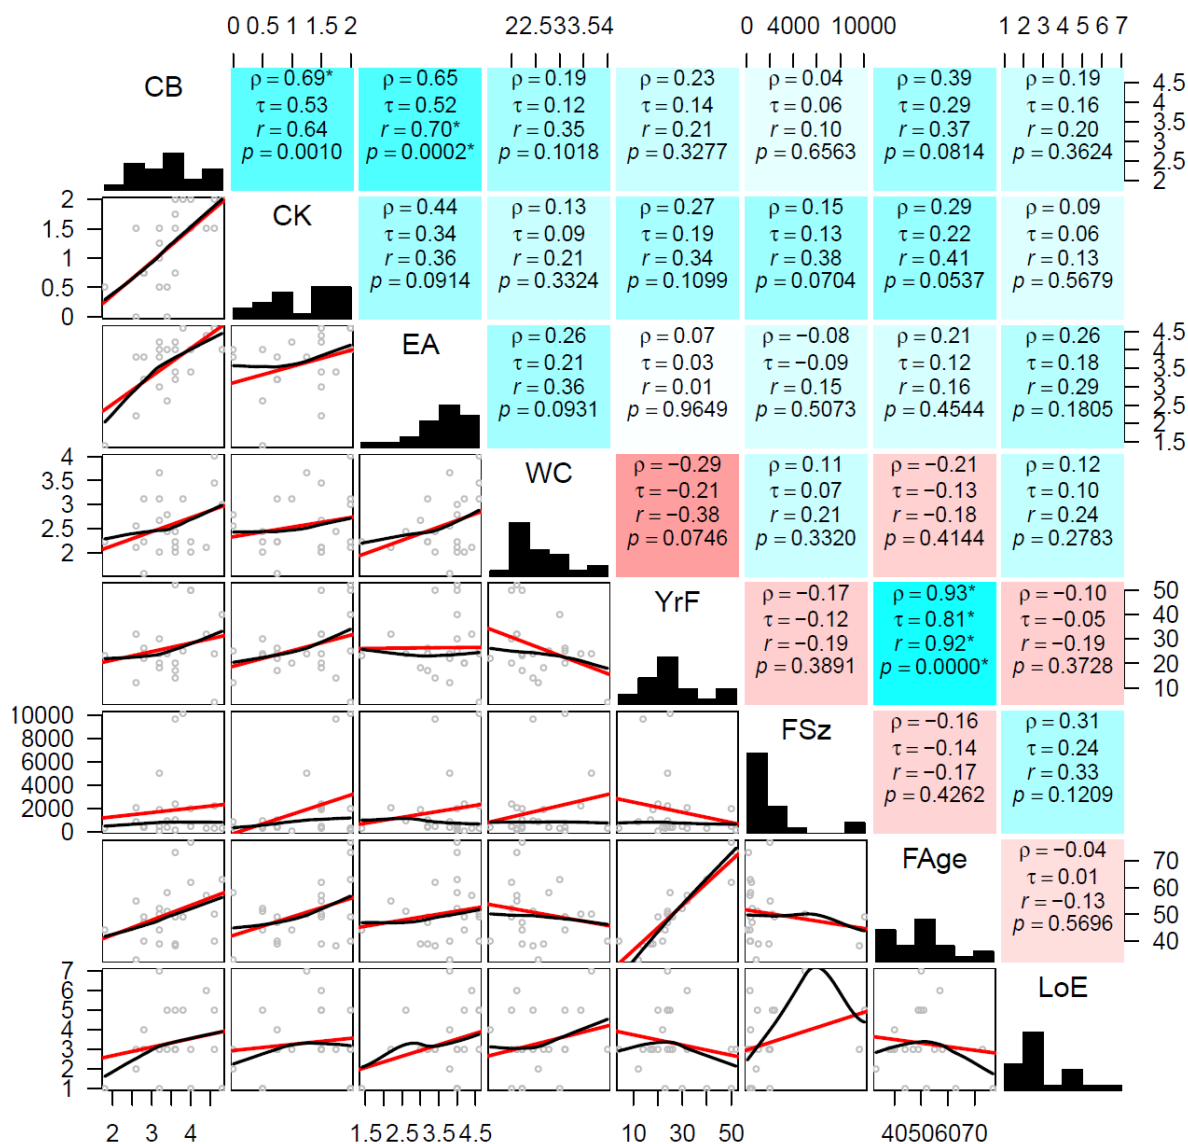 0 0.5 1 1.5 2
22.533.54
0 4000 10000
1 2 3 4 5 6 7
CB
ρ = 0.69*
τ = 0.53
r = 0.64
p = 0.0010
ρ = 0.65
τ = 0.52
r = 0.70*
p = 0.0002*
ρ = 0.19
τ = 0.12
r = 0.35
p = 0.1018
ρ = 0.23
τ = 0.14
r = 0.21
p = 0.3277
ρ = 0.04
τ = 0.06
r = 0.10
p = 0.6563
ρ = 0.39
τ = 0.29
r = 0.37
p = 0.0814
ρ = 0.19
τ = 0.16
r = 0.20
p = 0.3624
4.5
4
3.5
3
2.5
2
2
1.5
1
0.5
0
CK
ρ = 0.44
τ = 0.34
r = 0.36
p = 0.0914
ρ = 0.13
τ = 0.09
r = 0.21
p = 0.3324
ρ = 0.27
τ = 0.19
r = 0.34
p = 0.1099
ρ = 0.15
τ = 0.13
r = 0.38
p = 0.0704
ρ = 0.29
τ = 0.22
r = 0.41
p = 0.0537
ρ = 0.09
τ = 0.06
r = 0.13
p = 0.5679
EA
ρ = 0.26
τ = 0.21
r = 0.36
p = 0.0931
ρ = 0.07
τ = 0.03
r = 0.01
p = 0.9649
ρ = −0.08
τ = −0.09
r = 0.15
p = 0.5073
ρ = 0.21
τ = 0.12
r = 0.16
p = 0.4544
ρ = 0.26
τ = 0.18
r = 0.29
p = 0.1805
4.5
4
3.5
3
2.5
2
1.5
4
3.5
3
2.5
2
WC
ρ = −0.29
τ = −0.21
r = −0.38
p = 0.0746
ρ = 0.11
τ = 0.07
r = 0.21
p = 0.3320
ρ = −0.21
τ = −0.13
r = −0.18
p = 0.4144
ρ = 0.12
τ = 0.10
r = 0.24
p = 0.2783
YrF
ρ = −0.17
τ = −0.12
r = −0.19
p = 0.3891
ρ = 0.93*
τ = 0.81*
r = 0.92*
p = 0.0000*
ρ = −0.10
τ = −0.05
r = −0.19
p = 0.3728
50
40
30
20
10
10000
8000
6000
4000
2000
0
FSz
ρ = −0.16
τ = −0.14
r = −0.17
p = 0.4262
ρ = 0.31
τ = 0.24
r = 0.33
p = 0.1209
FAge
ρ = −0.04
τ = 0.01
r = −0.13
p = 0.5696
70
60
50
40
7
6
5
4
3
2
1
LoE
2 3 4
1.5 2.5 3.5 4.5
10 30 50
40506070